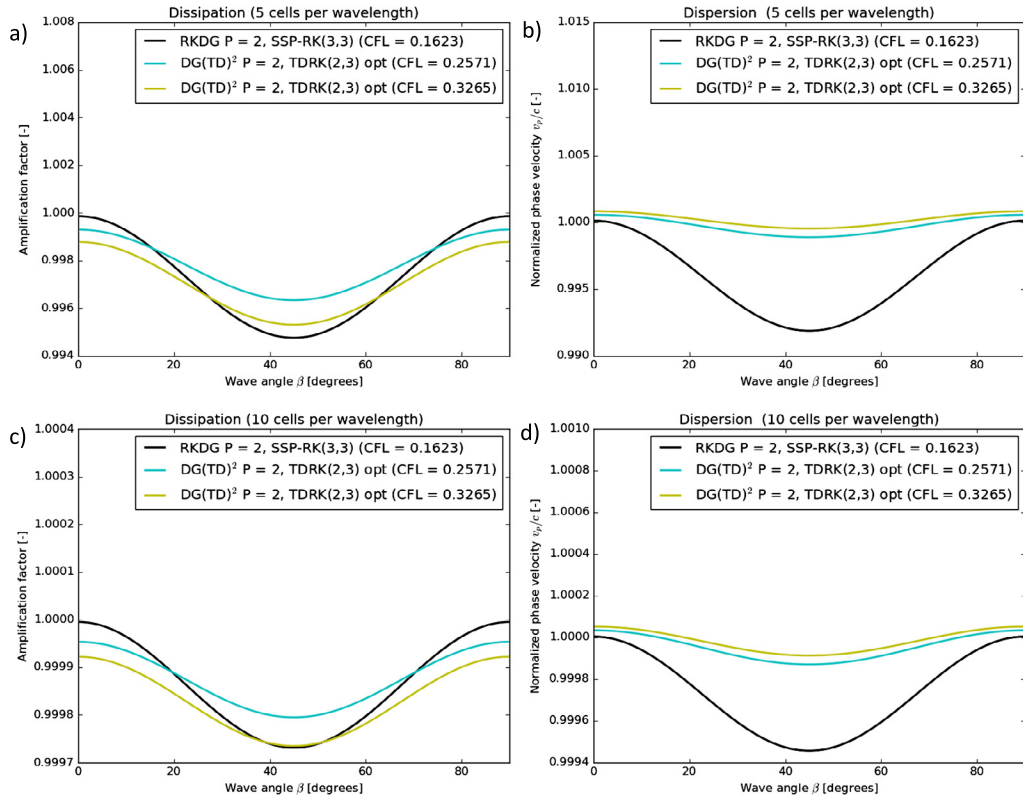 a)
Dissipation (5 cells per wavelength)
1.008
1.006
1.004
1.002
1.000
0.998
0.996
0.994
Amplification factor [-]
RKDG P = 2, SSP-RK(3,3) (CFL = 0.1623)
DG(TD)² P = 2, TDRK(2,3) opt (CFL = 0.2571)
DG(TD)² P = 2, TDRK(2,3) opt (CFL = 0.3265)
0 20 40 60 80
Wave angle β [degrees]
b)
Dispersion (5 cells per wavelength)
1.015
1.010
1.005
1.000
0.995
0.990
Normalized phase velocity vₚ/c [-]
RKDG P = 2, SSP-RK(3,3) (CFL = 0.1623)
DG(TD)² P = 2, TDRK(2,3) opt (CFL = 0.2571)
DG(TD)² P = 2, TDRK(2,3) opt (CFL = 0.3265)
0 20 40 60 80
Wave angle β [degrees]
c)
Dissipation (10 cells per wavelength)
1.0004
1.0003
1.0002
1.0001
1.0000
0.9999
0.9998
0.9997
Amplification factor [-]
RKDG P = 2, SSP-RK(3,3) (CFL = 0.1623)
DG(TD)² P = 2, TDRK(2,3) opt (CFL = 0.2571)
DG(TD)² P = 2, TDRK(2,3) opt (CFL = 0.3265)
0 20 40 60 80
Wave angle β [degrees]
d)
Dispersion (10 cells per wavelength)
1.0010
1.0008
1.0006
1.0004
1.0002
1.0000
0.9998
0.9996
0.9994
Normalized phase velocity vₚ/c [-]
RKDG P = 2, SSP-RK(3,3) (CFL = 0.1623)
DG(TD)² P = 2, TDRK(2,3) opt (CFL = 0.2571)
DG(TD)² P = 2, TDRK(2,3) opt (CFL = 0.3265)
0 20 40 60 80
Wave angle β [degrees]